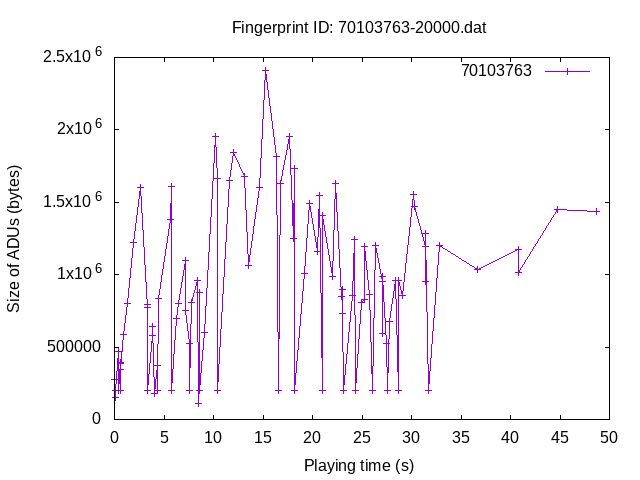 Fingerprint ID: 70103763-20000.dat
70103763
Size of ADUs (bytes)
2.5x10^6
2x10^6
1.5x10^6
1x10^6
500000
0
0 5 10 15 20 25 30 35 40 45 50
Playing time (s)